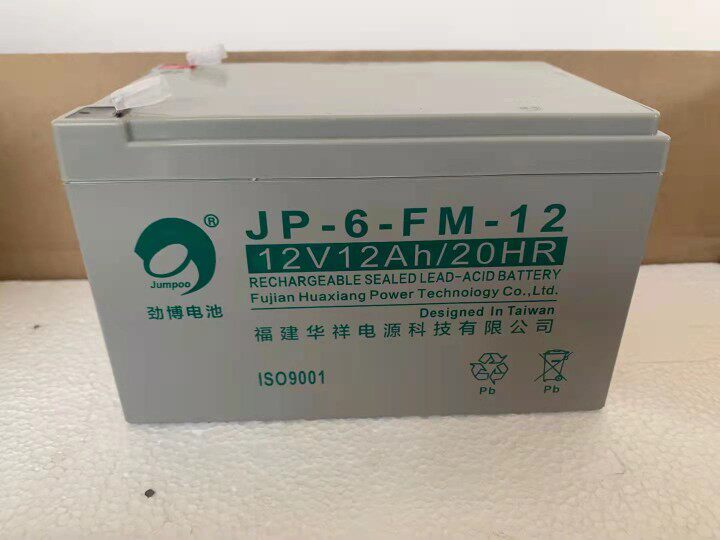 ®
Jumpoo
劲博电池
JP-6-FM-12
12V12Ah/20HR
RECHARGEABLE SEALED LEAD-ACID BATTERY
Fujian Huaxiang Power Technoiogy Co.,Ltd.
Designed In Taiwan
福建华祥电源科技有限公司
ISO9001
Pb
Pb